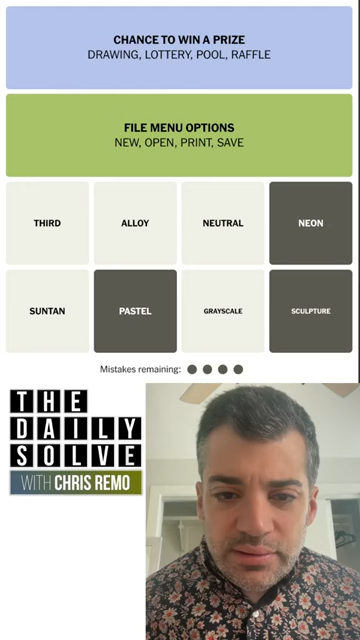 CHANCE TO WIN A PRIZE
DRAWING, LOTTERY, POOL, RAFFLE
FILE MENU OPTIONS
NEW, OPEN, PRINT, SAVE
THIRD ALLOY NEUTRAL NEON
SUNTAN PASTEL GRAYSCALE SCULPTURE
Mistakes remaining:
THE
DAILY
SOLVE
WITH CHRIS REMO